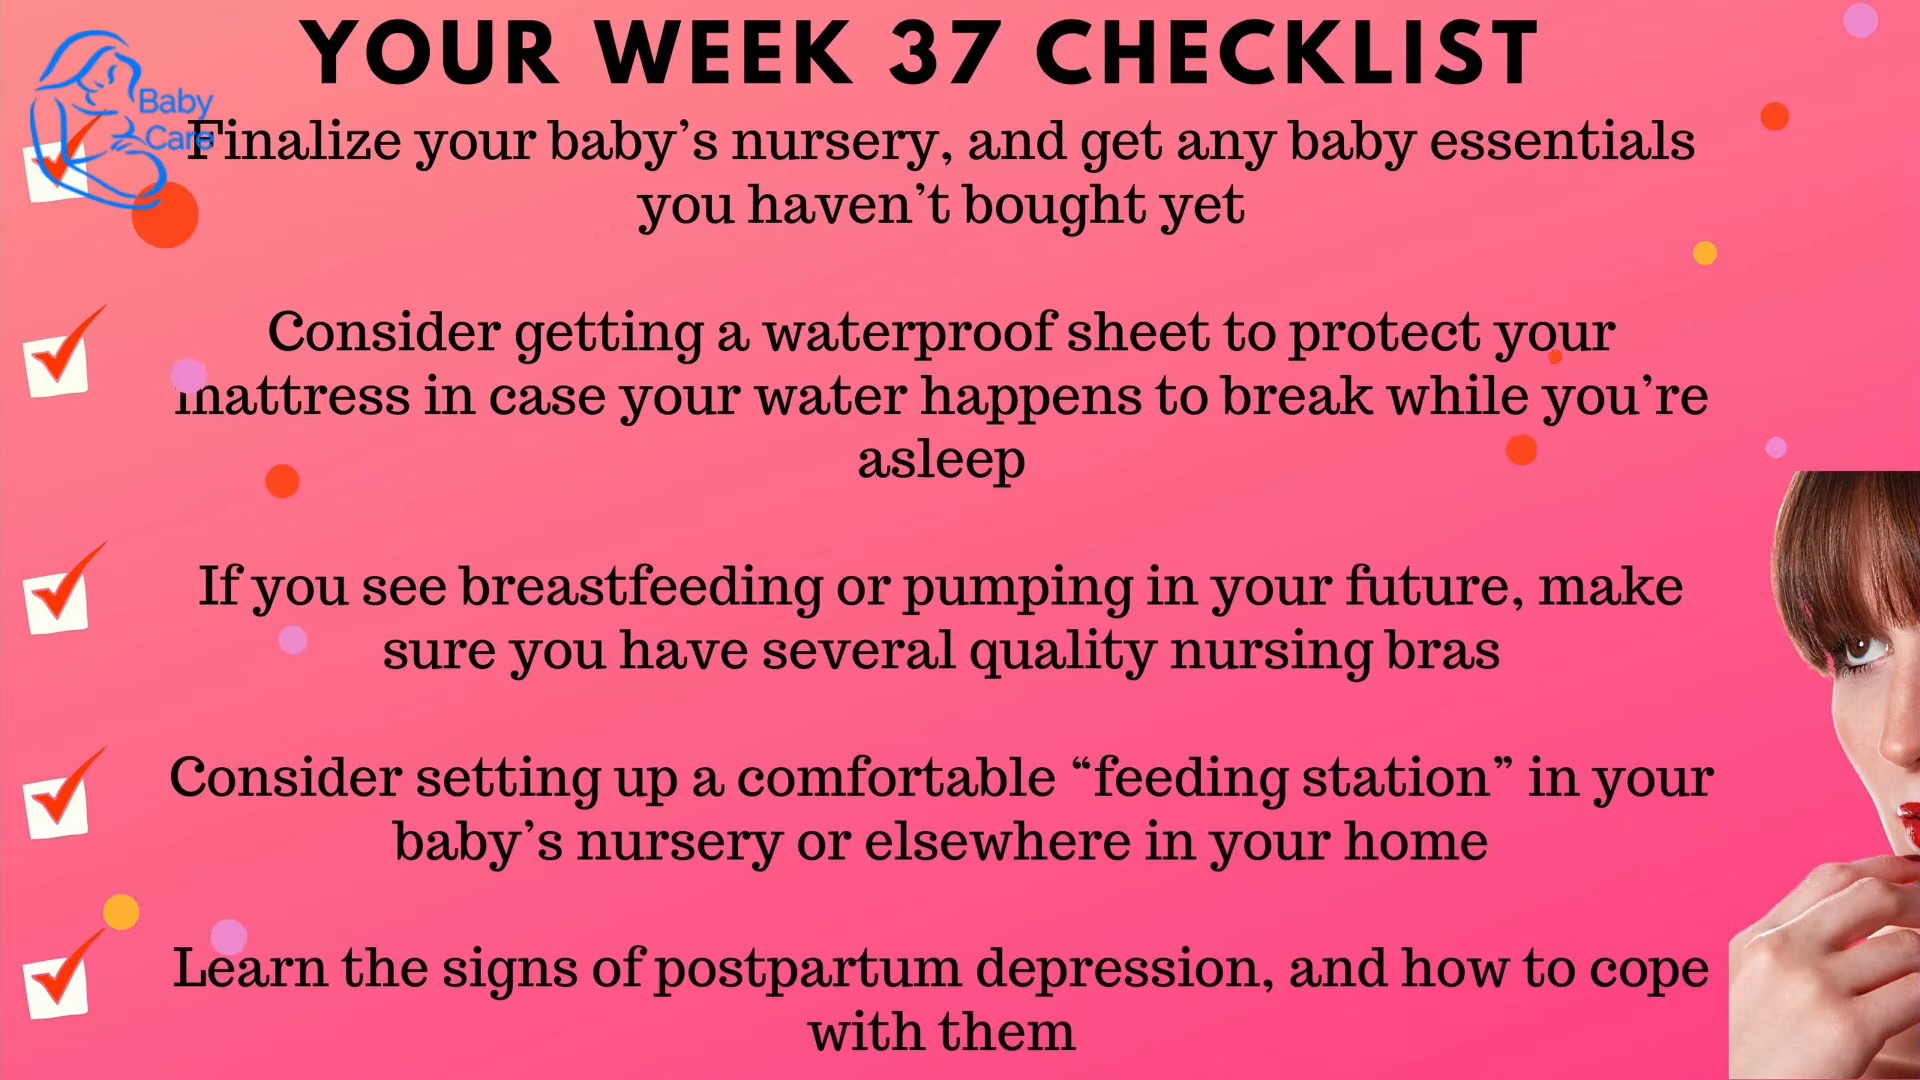 YOUR WEEK 37 CHECKLIST
Baby
Care
Finalize your baby’s nursery, and get any baby essentials
you haven’t bought yet
Consider getting a waterproof sheet to protect your
mattress in case your water happens to break while you’re
asleep
If you see breastfeeding or pumping in your future, make
sure you have several quality nursing bras
Consider setting up a comfortable “feeding station” in your
baby’s nursery or elsewhere in your home
Learn the signs of postpartum depression, and how to cope
with them